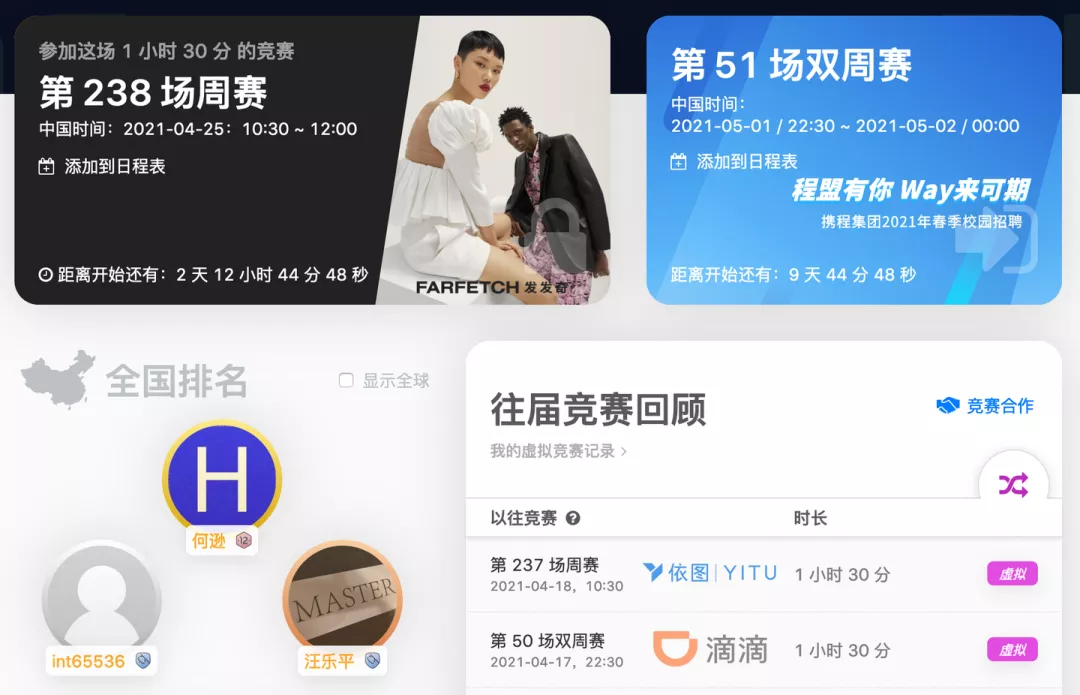 参加这场 1 小时 30 分 的竞赛
第 238 场周赛
中国时间：2021-04-25：10:30 ~ 12:00
添加到日程表
距离开始还有：2 天 12 小时 44 分 48 秒
FARFETCH 发发奇
第 51 场双周赛
中国时间：
2021-05-01 / 22:30 ~ 2021-05-02 / 00:00
添加到日程表
程盟有你 Way来可期
携程集团2021年春季校园招聘
距离开始还有：9 天 44 分 48 秒
全国排名
显示全球
H
何逊 12
int65536
MASTER
汪乐平
往届竞赛回顾
竞赛合作
我的虚拟竞赛记录 >
以往竞赛 ? 时长
第 237 场周赛
2021-04-18，10:30
依图 | YITU
1 小时 30 分
虚拟
第 50 场双周赛
2021-04-17，22:30
滴滴
1 小时 30 分
虚拟